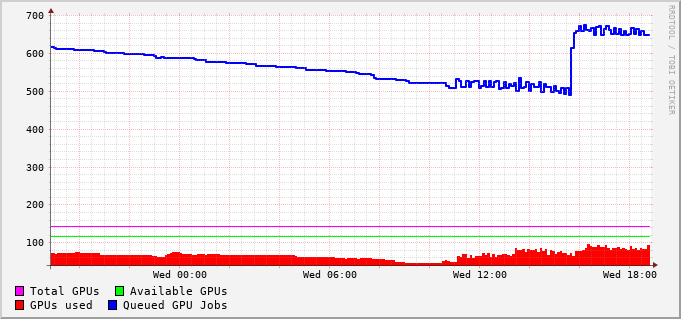 700
600
500
400
300
200
100
Wed 00:00 Wed 06:00 Wed 12:00 Wed 18:00
Total GPUs Available GPUs
GPUs used Queued GPU Jobs
RRDTOOL / TOBI OETIKER